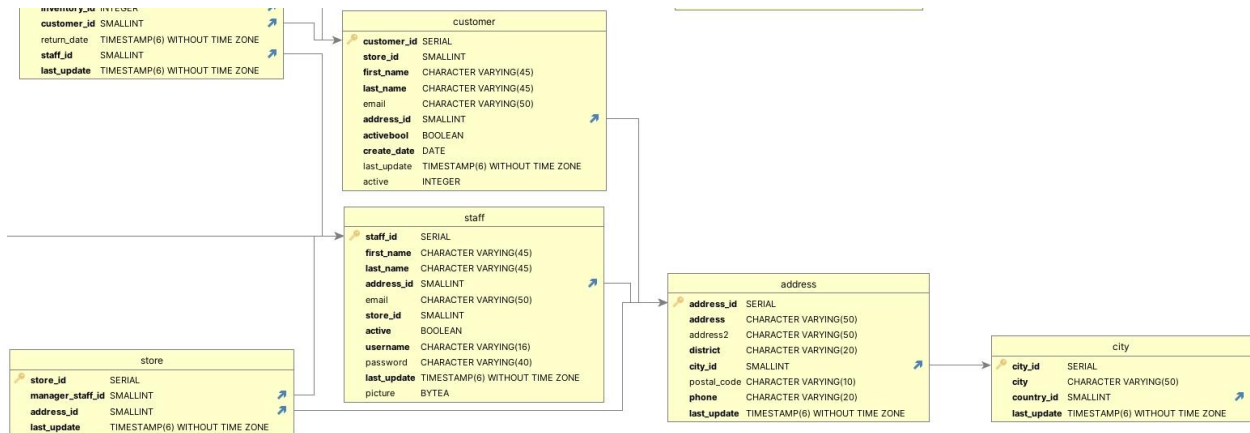 inventory_id INTEGER
customer_id SMALLINT
return_date TIMESTAMP(6) WITHOUT TIME ZONE
staff_id SMALLINT
last_update TIMESTAMP(6) WITHOUT TIME ZONE
customer
customer_id SERIAL
store_id SMALLINT
first_name CHARACTER VARYING(45)
last_name CHARACTER VARYING(45)
email CHARACTER VARYING(50)
address_id SMALLINT
activebool BOOLEAN
create_date DATE
last_update TIMESTAMP(6) WITHOUT TIME ZONE
active INTEGER
staff
staff_id SERIAL
first_name CHARACTER VARYING(45)
last_name CHARACTER VARYING(45)
address_id SMALLINT
email CHARACTER VARYING(50)
store_id SMALLINT
active BOOLEAN
username CHARACTER VARYING(16)
password CHARACTER VARYING(40)
last_update TIMESTAMP(6) WITHOUT TIME ZONE
picture BYTEA
store
store_id SERIAL
manager_staff_id SMALLINT
address_id SMALLINT
last_update TIMESTAMP(6) WITHOUT TIME ZONE
address
address_id SERIAL
address CHARACTER VARYING(50)
address2 CHARACTER VARYING(50)
district CHARACTER VARYING(20)
city_id SMALLINT
postal_code CHARACTER VARYING(10)
phone CHARACTER VARYING(20)
last_update TIMESTAMP(6) WITHOUT TIME ZONE
city
city_id SERIAL
city CHARACTER VARYING(50)
country_id SMALLINT
last_update TIMESTAMP(6) WITHOUT TIME ZONE